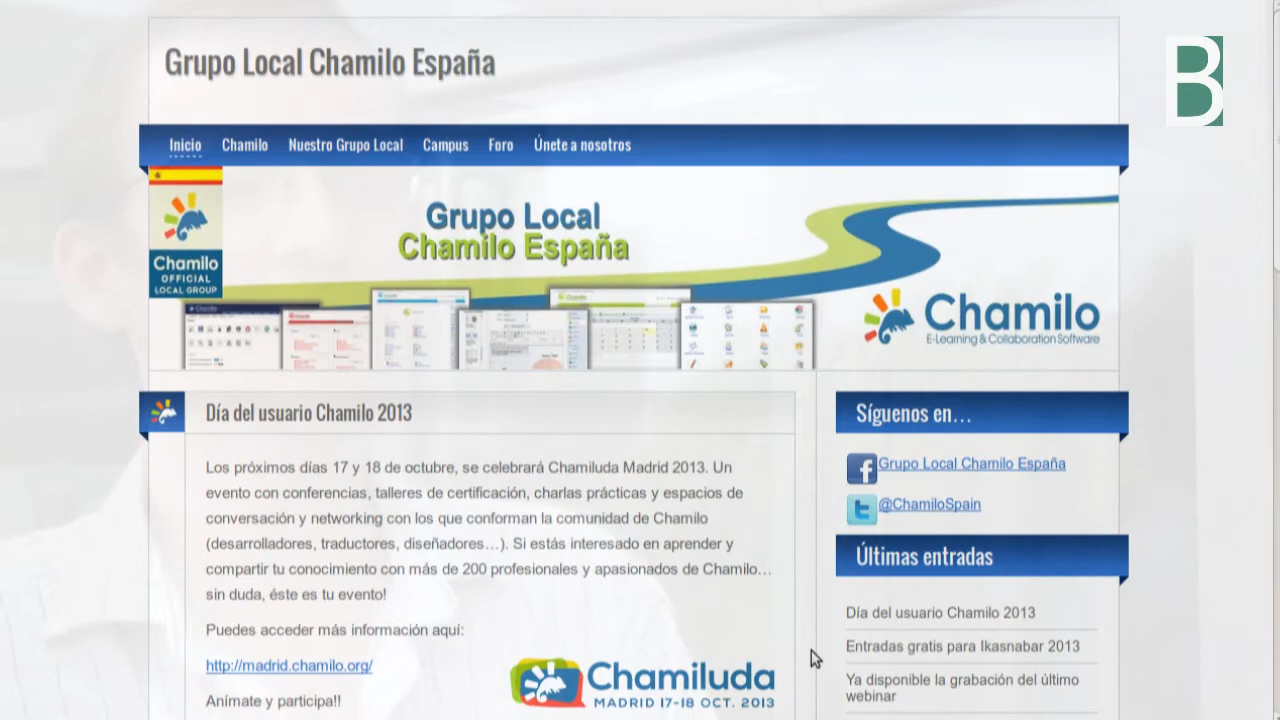 Grupo Local Chamilo España
B
Inicio Chamilo Nuestro Grupo Local Campus Foro Únete a nosotros
Chamilo
OFFICIAL
LOCAL GROUP
Grupo Local
Chamilo España
Chamilo
E-Learning & Collaboration Software
Día del usuario Chamilo 2013
Los próximos días 17 y 18 de octubre, se celebrará Chamiluda Madrid 2013. Un
evento con conferencias, talleres de certificación, charlas prácticas y espacios de
conversación y networking con los que conforman la comunidad de Chamilo
(desarrolladores, traductores, diseñadores…). Si estás interesado en aprender y
compartir tu conocimiento con más de 200 profesionales y apasionados de Chamilo…
sin duda, éste es tu evento!
Puedes acceder más información aquí:
http://madrid.chamilo.org/
Anímate y participa!!
Chamiluda
MADRID 17-18 OCT. 2013
Síguenos en…
Grupo Local Chamilo España
@ChamiloSpain
Últimas entradas
Día del usuario Chamilo 2013
Entradas gratis para Ikasnabar 2013
Ya disponible la grabación del último
webinar